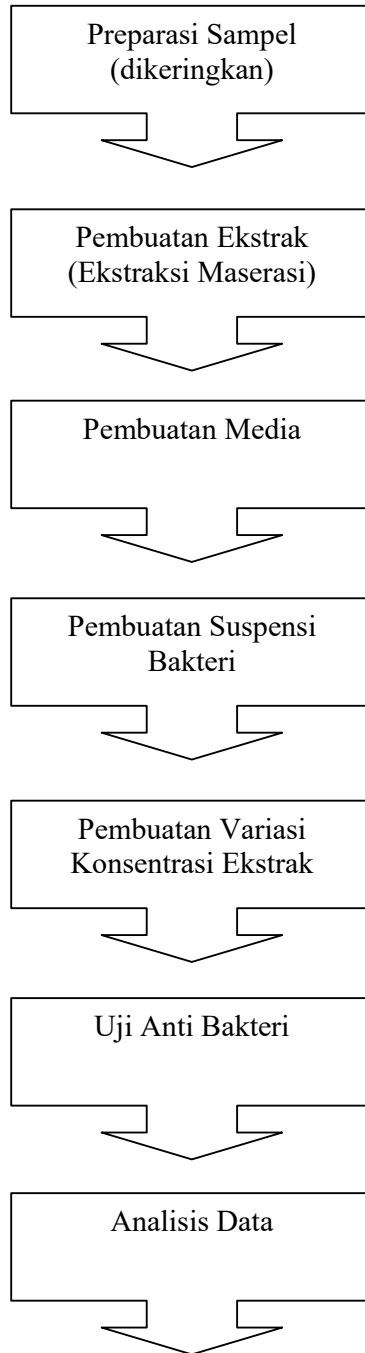 Preparasi Sampel
(dikeringkan)
Pembuatan Ekstrak
(Ekstraksi Maserasi)
Pembuatan Media
Pembuatan Suspensi
Bakteri
Pembuatan Variasi
Konsentrasi Ekstrak
Uji Anti Bakteri
Analisis Data